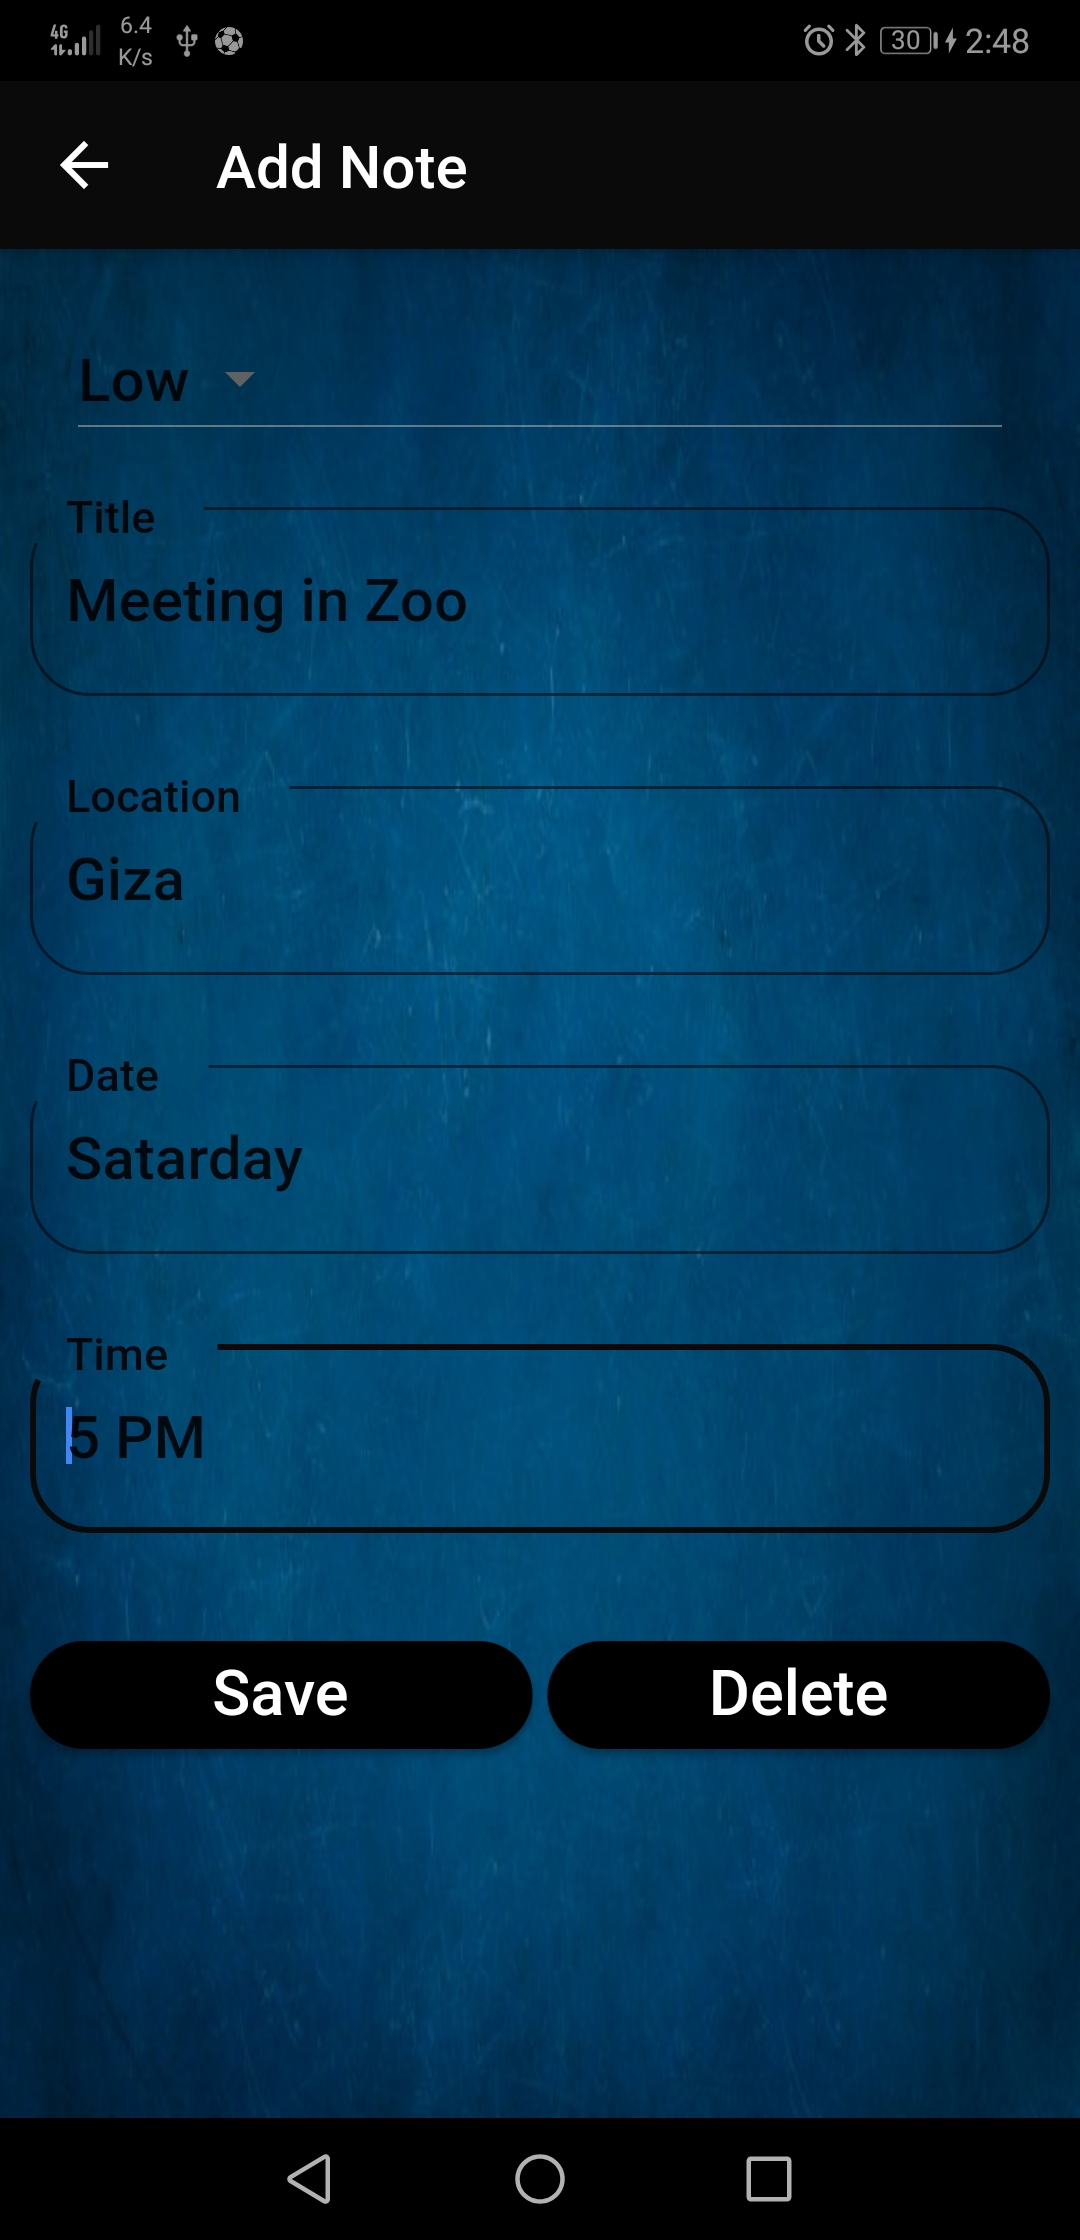 4G 6.4 K/s 30 2:48
Add Note
Low
Title
Meeting in Zoo
Location
Giza
Date
Satarday
Time
5 PM
Save Delete